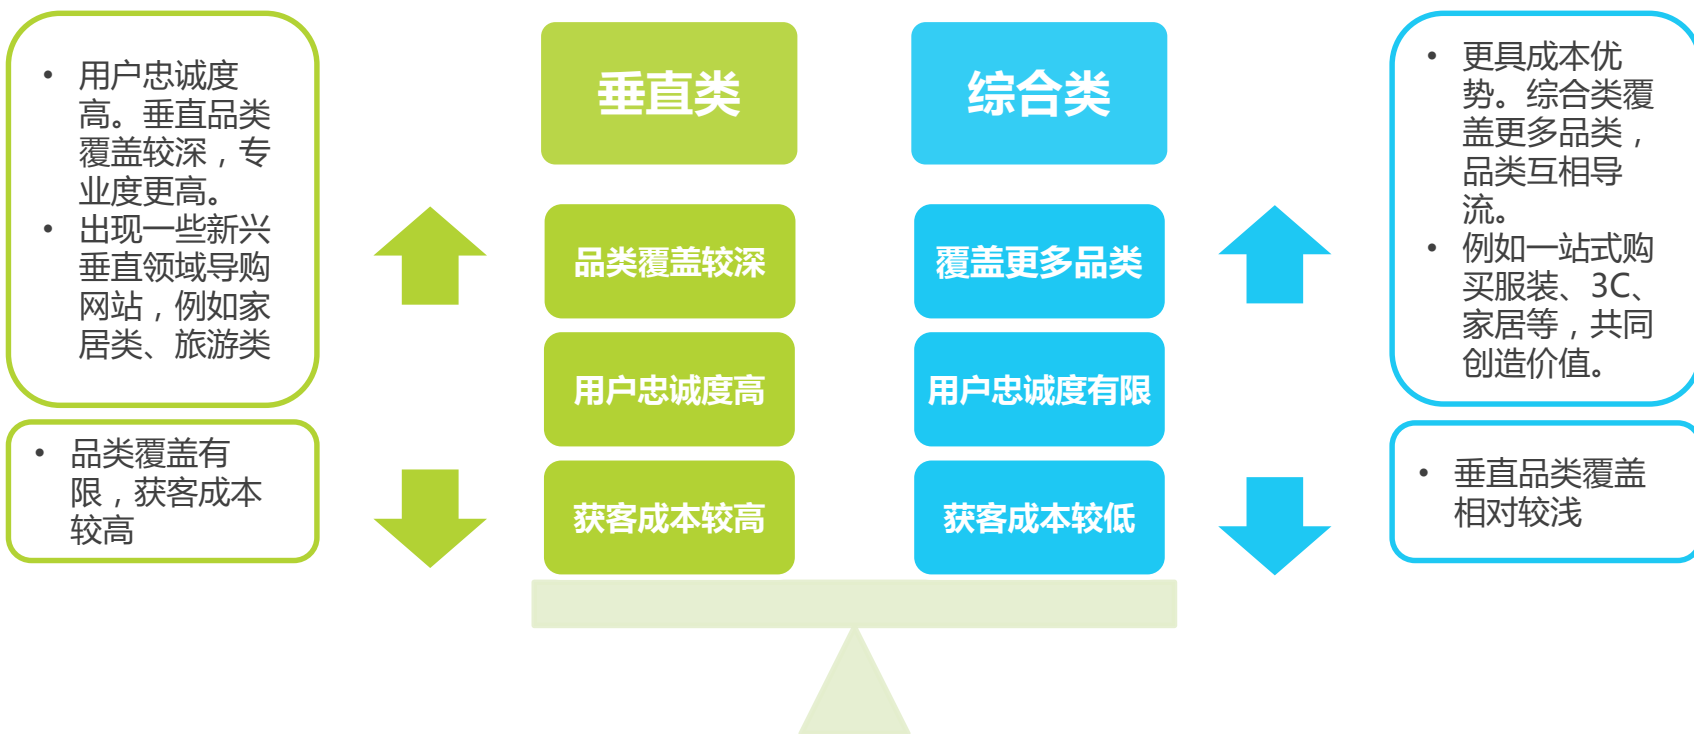 • 用户忠诚度
高。垂直品类
覆盖较深，专
业度更高。
• 出现一些新兴
垂直领域导购
网站，例如家
居类、旅游类
• 品类覆盖有
限，获客成本
较高
垂直类
品类覆盖较深
用户忠诚度高
获客成本较高
综合类
覆盖更多品类
用户忠诚度有限
获客成本较低
• 更具成本优
势。综合类覆
盖更多品类，
品类互相导
流。
• 例如一站式购
买服装、3C、
家居等，共同
创造价值。
• 垂直品类覆盖
相对较浅